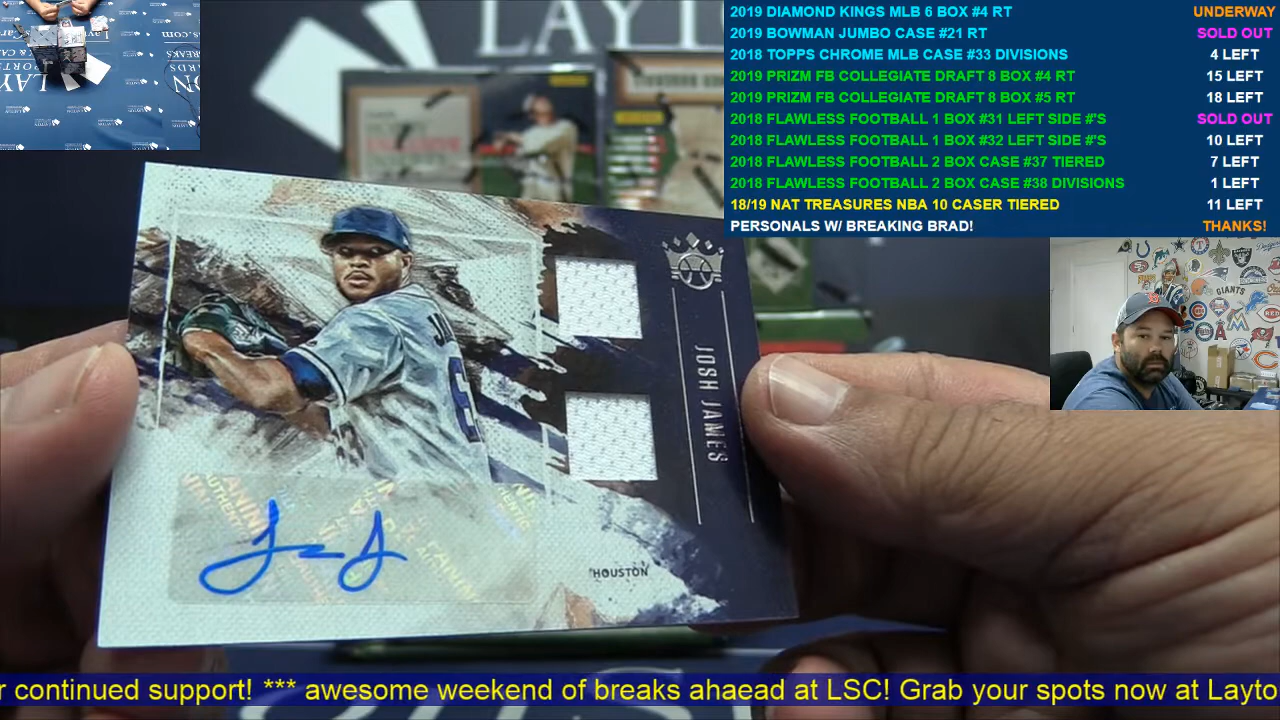 2019 DIAMOND KINGS MLB 6 BOX #4 RT UNDERWAY
2019 BOWMAN JUMBO CASE #21 RT SOLD OUT
2018 TOPPS CHROME MLB CASE #33 DIVISIONS 4 LEFT
2019 PRIZM FB COLLEGIATE DRAFT 8 BOX #4 RT 15 LEFT
2019 PRIZM FB COLLEGIATE DRAFT 8 BOX #5 RT 18 LEFT
2018 FLAWLESS FOOTBALL 1 BOX #31 LEFT SIDE #'S SOLD OUT
2018 FLAWLESS FOOTBALL 1 BOX #32 LEFT SIDE #'S 10 LEFT
2018 FLAWLESS FOOTBALL 2 BOX CASE #37 TIERED 7 LEFT
2018 FLAWLESS FOOTBALL 2 BOX CASE #38 DIVISIONS 1 LEFT
18/19 NAT TREASURES NBA 10 CASER TIERED 11 LEFT
PERSONALS W/ BREAKING BRAD! THANKS!
LAY
GIANTS
JOSH JAMES
HOUSTON
r continued support! *** awesome weekend of breaks ahaead at LSC! Grab your spots now at Layto